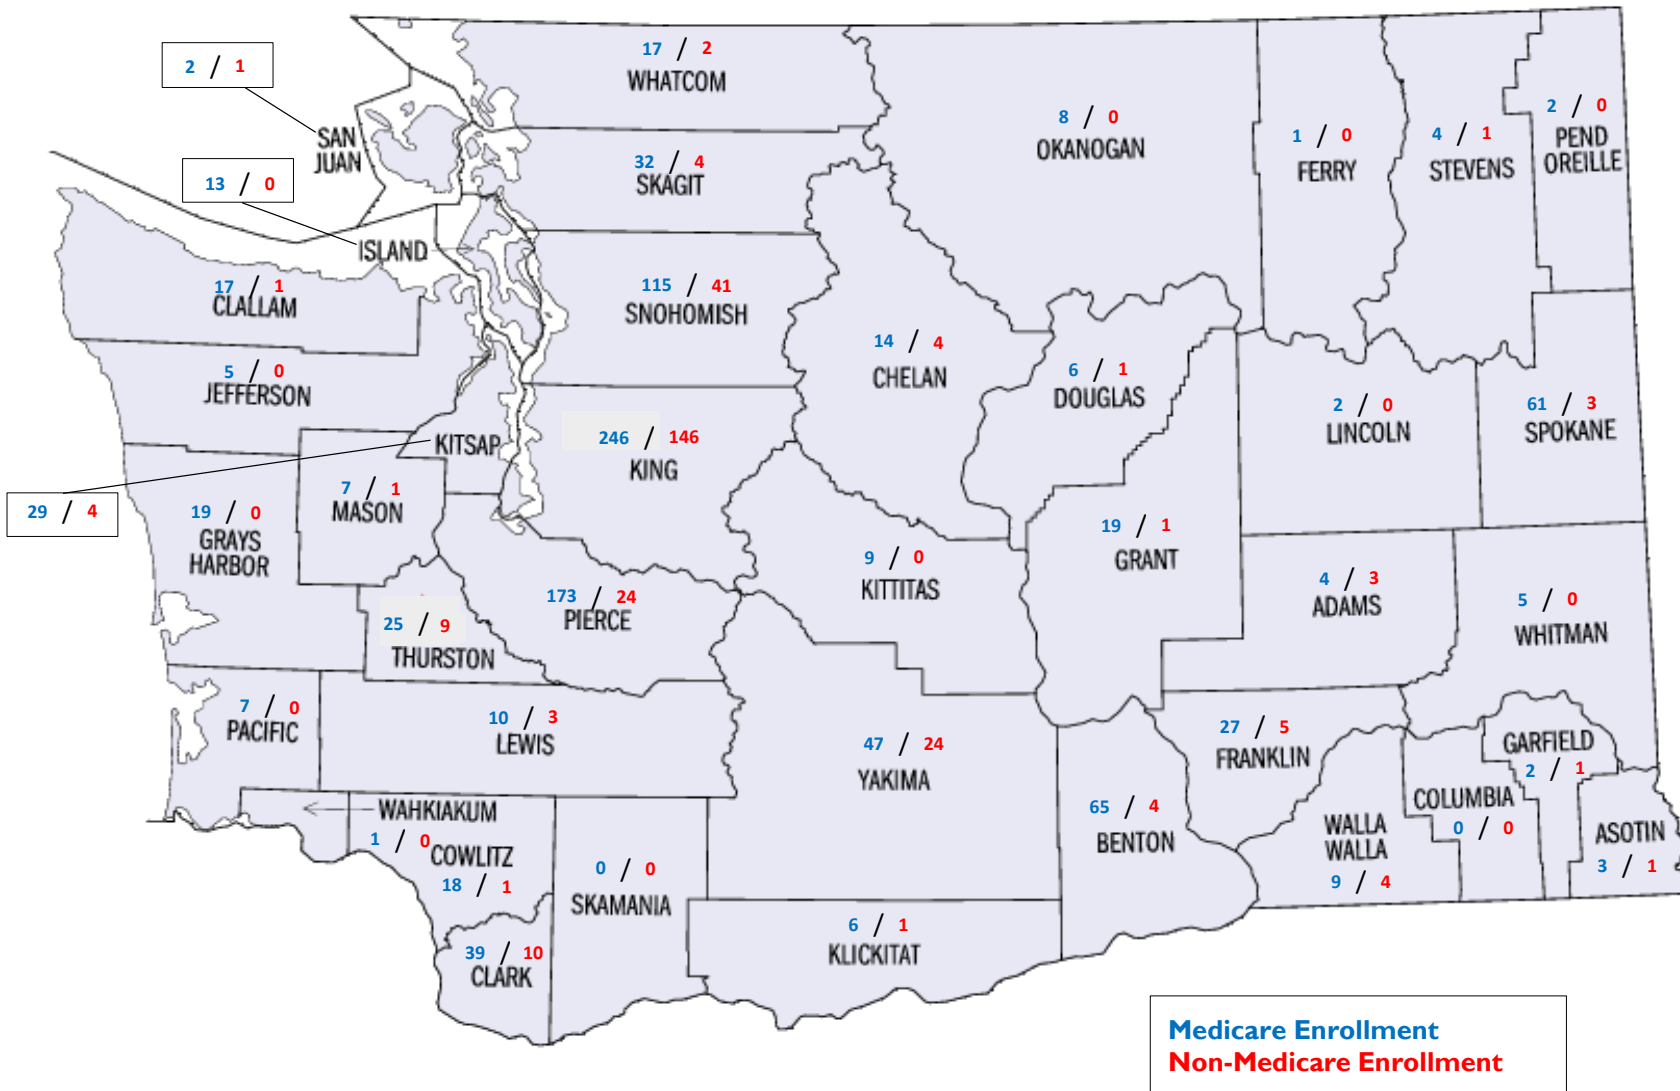 17 / 2
WHATCOM
2 / 1
SAN
JUAN
8 / 0
OKANOGAN
1 / 0
FERRY
4 / 1
STEVENS
2 / 0
PEND
OREILLE
32 / 4
SKAGIT
13 / 0
ISLAND
17 / 1
CLALLAM
115 / 41
SNOHOMISH
14 / 4
CHELAN
6 / 1
DOUGLAS
5 / 0
JEFFERSON
2 / 0
LINCOLN
61 / 3
SPOKANE
KITSAP
29 / 4
246 / 146
KING
7 / 1
MASON
19 / 0
GRAYS
HARBOR
9 / 0
KITTITAS
19 / 1
GRANT
4 / 3
ADAMS
5 / 0
WHITMAN
173 / 24
PIERCE
25 / 9
THURSTON
7 / 0
PACIFIC
10 / 3
LEWIS
47 / 24
YAKIMA
27 / 5
FRANKLIN
GARFIELD
2 / 1
WAHKIAKUM
1 / 0
COWLITZ
18 / 1
0 / 0
SKAMANIA
65 / 4
BENTON
WALLA
WALLA
9 / 4
COLUMBIA
0 / 0
ASOTIN
3 / 1
39 / 10
CLARK
6 / 1
KLICKITAT
Medicare Enrollment
Non-Medicare Enrollment